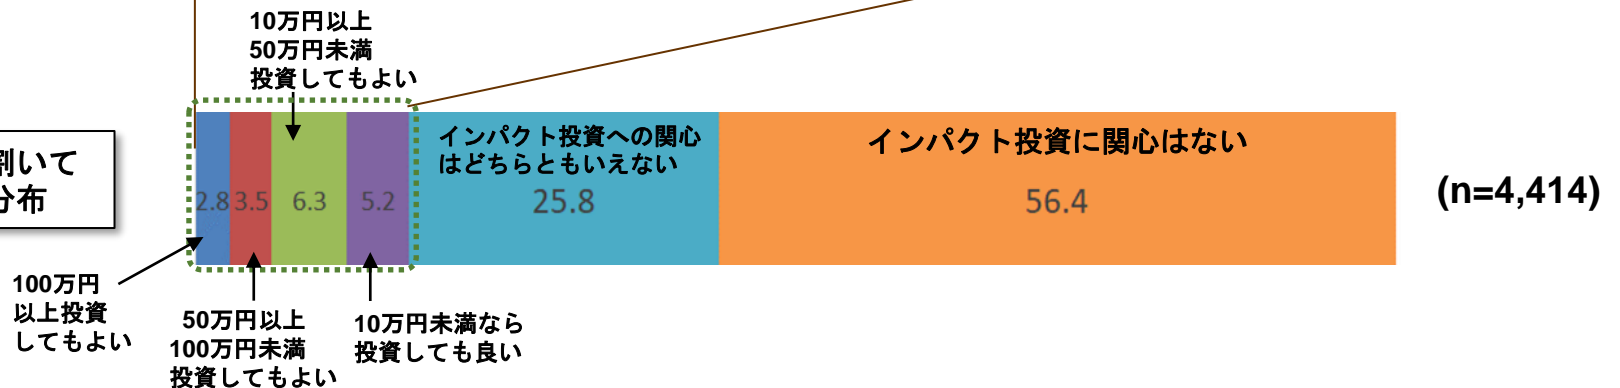 10万円以上
50万円未満
投資してもよい
割いて
分布
インパクト投資への関心
はどちらともいえない
インパクト投資に関心はない
2.8 3.5 6.3 5.2 25.8 56.4
(n=4,414)
100万円
以上投資
してもよい
50万円以上
100万円未満
投資してもよい
10万円未満なら
投資しても良い